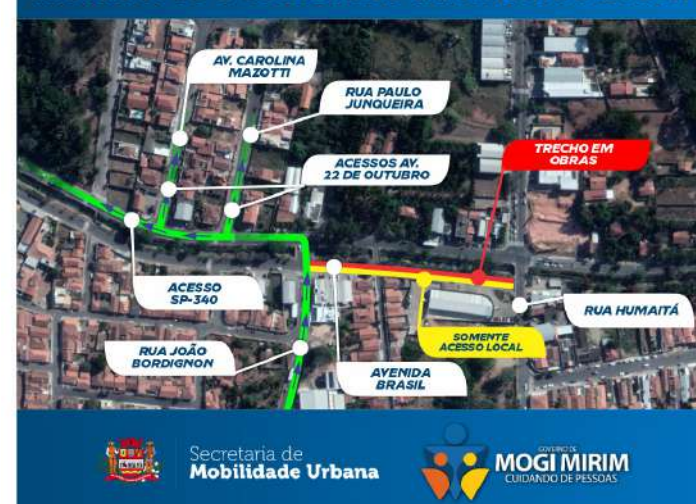 AV. CAROLINA
MAZOTTI
RUA PAULO
JUNQUEIRA
TRECHO EM
OBRAS
ACESSOS AV.
22 DE OUTUBRO
ACESSO
SP-340
RUA HUMAITÁ
SOMENTE
ACESSO LOCAL
RUA JOÃO
BORDIGNON
AVENIDA
BRASIL
Secretaria de
Mobilidade Urbana
GOVERNO DE
MOGI MIRIM
CUIDANDO DE PESSOAS